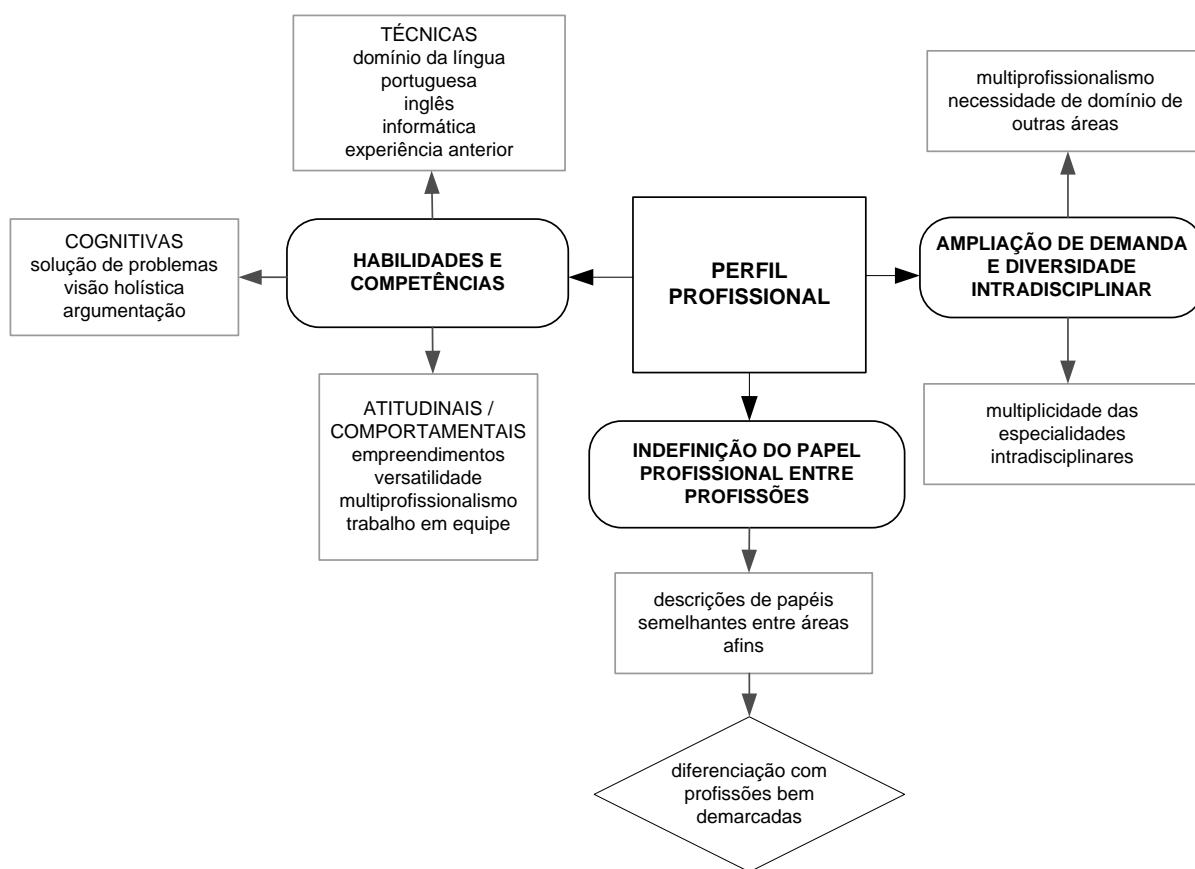 TÉCNICAS
domínio da língua
portuguesa
inglês
informática
experiência anterior
multiprofissionalismo
necessidade de domínio de
outras áreas
COGNITIVAS
solução de problemas
visão holística
argumentação
HABILIDADES E
COMPETÊNCIAS
PERFIL
PROFISSIONAL
AMPLIAÇÃO DE DEMANDA
E DIVERSIDADE
INTRADISCIPLINAR
ATITUDINAIS /
COMPORTAMENTAIS
empreendimentos
versatilidade
multiprofissionalismo
trabalho em equipe
INDEFINIÇÃO DO PAPEL
PROFISSIONAL ENTRE
PROFISSÕES
multiplicidade das
especialidades
intradisciplinares
descrições de papéis
semelhantes entre áreas
afins
diferenciação com
profissões bem
demarcadas